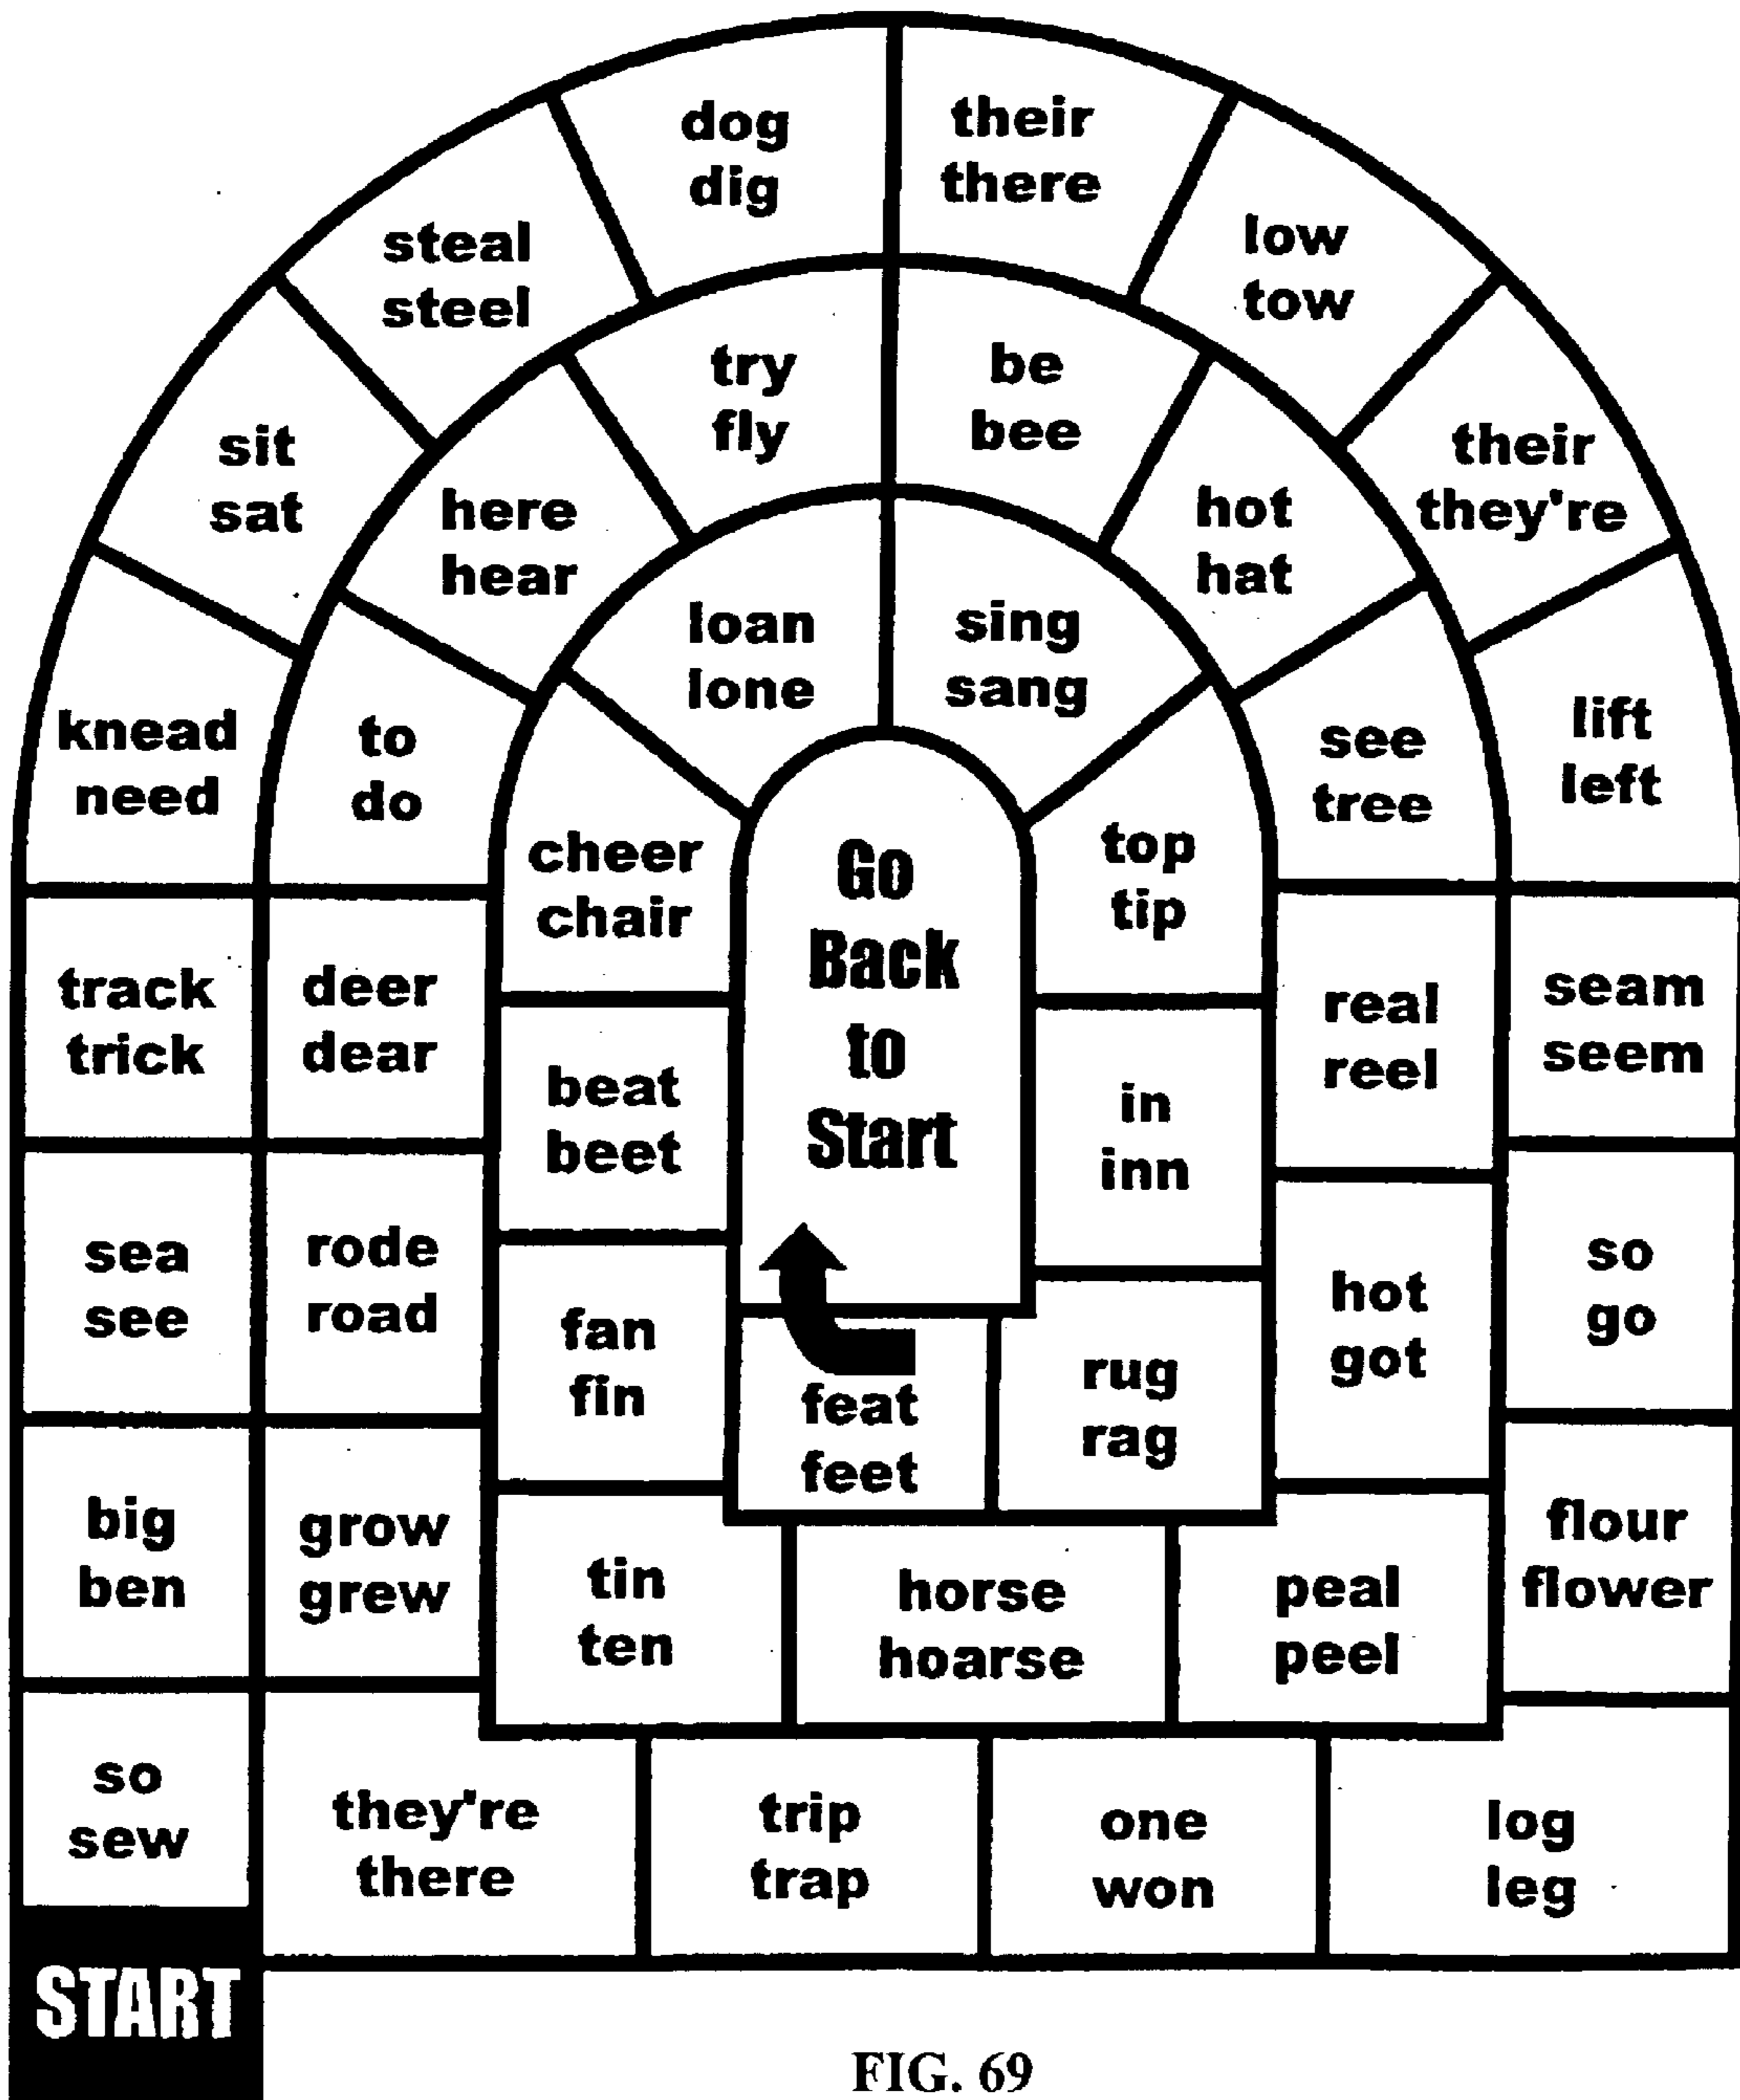 dog
dig
their
there
steal
steel
low
tow
try
fly
be
bee
sit
sat
their
they're
here
hear
hot
hat
loan
lone
sing
sang
knead
need
to
do
see
tree
lift
left
cheer
chair
Go
Back
to
Start
top
tip
track
trick
deer
dear
real
reel
seam
seem
beat
beet
in
inn
sea
see
rode
road
fan
fin
hot
got
so
go
feat
feet
rug
rag
big
ben
grow
grew
tin
ten
horse
hoarse
peal
peel
flour
flower
so
sew
they're
there
trip
trap
one
won
log
leg
START
FIG. 69